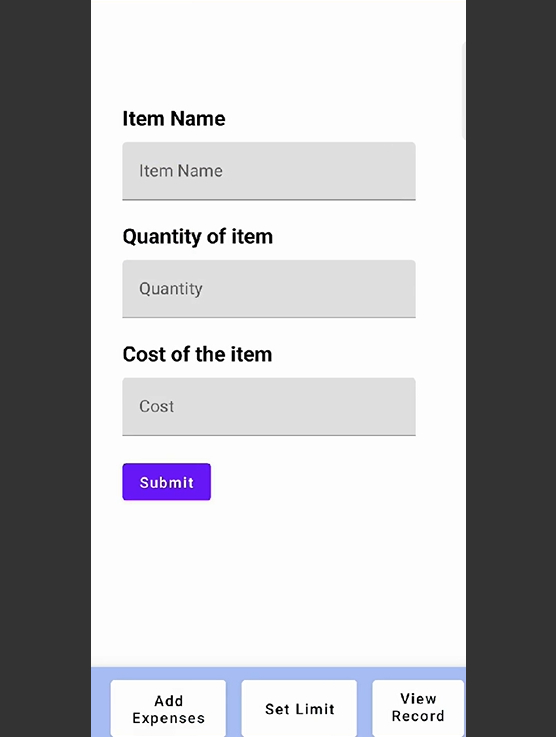 Item Name
Item Name
Quantity of item
Quantity
Cost of the item
Cost
Submit
Add
Expenses
Set Limit
View
Record